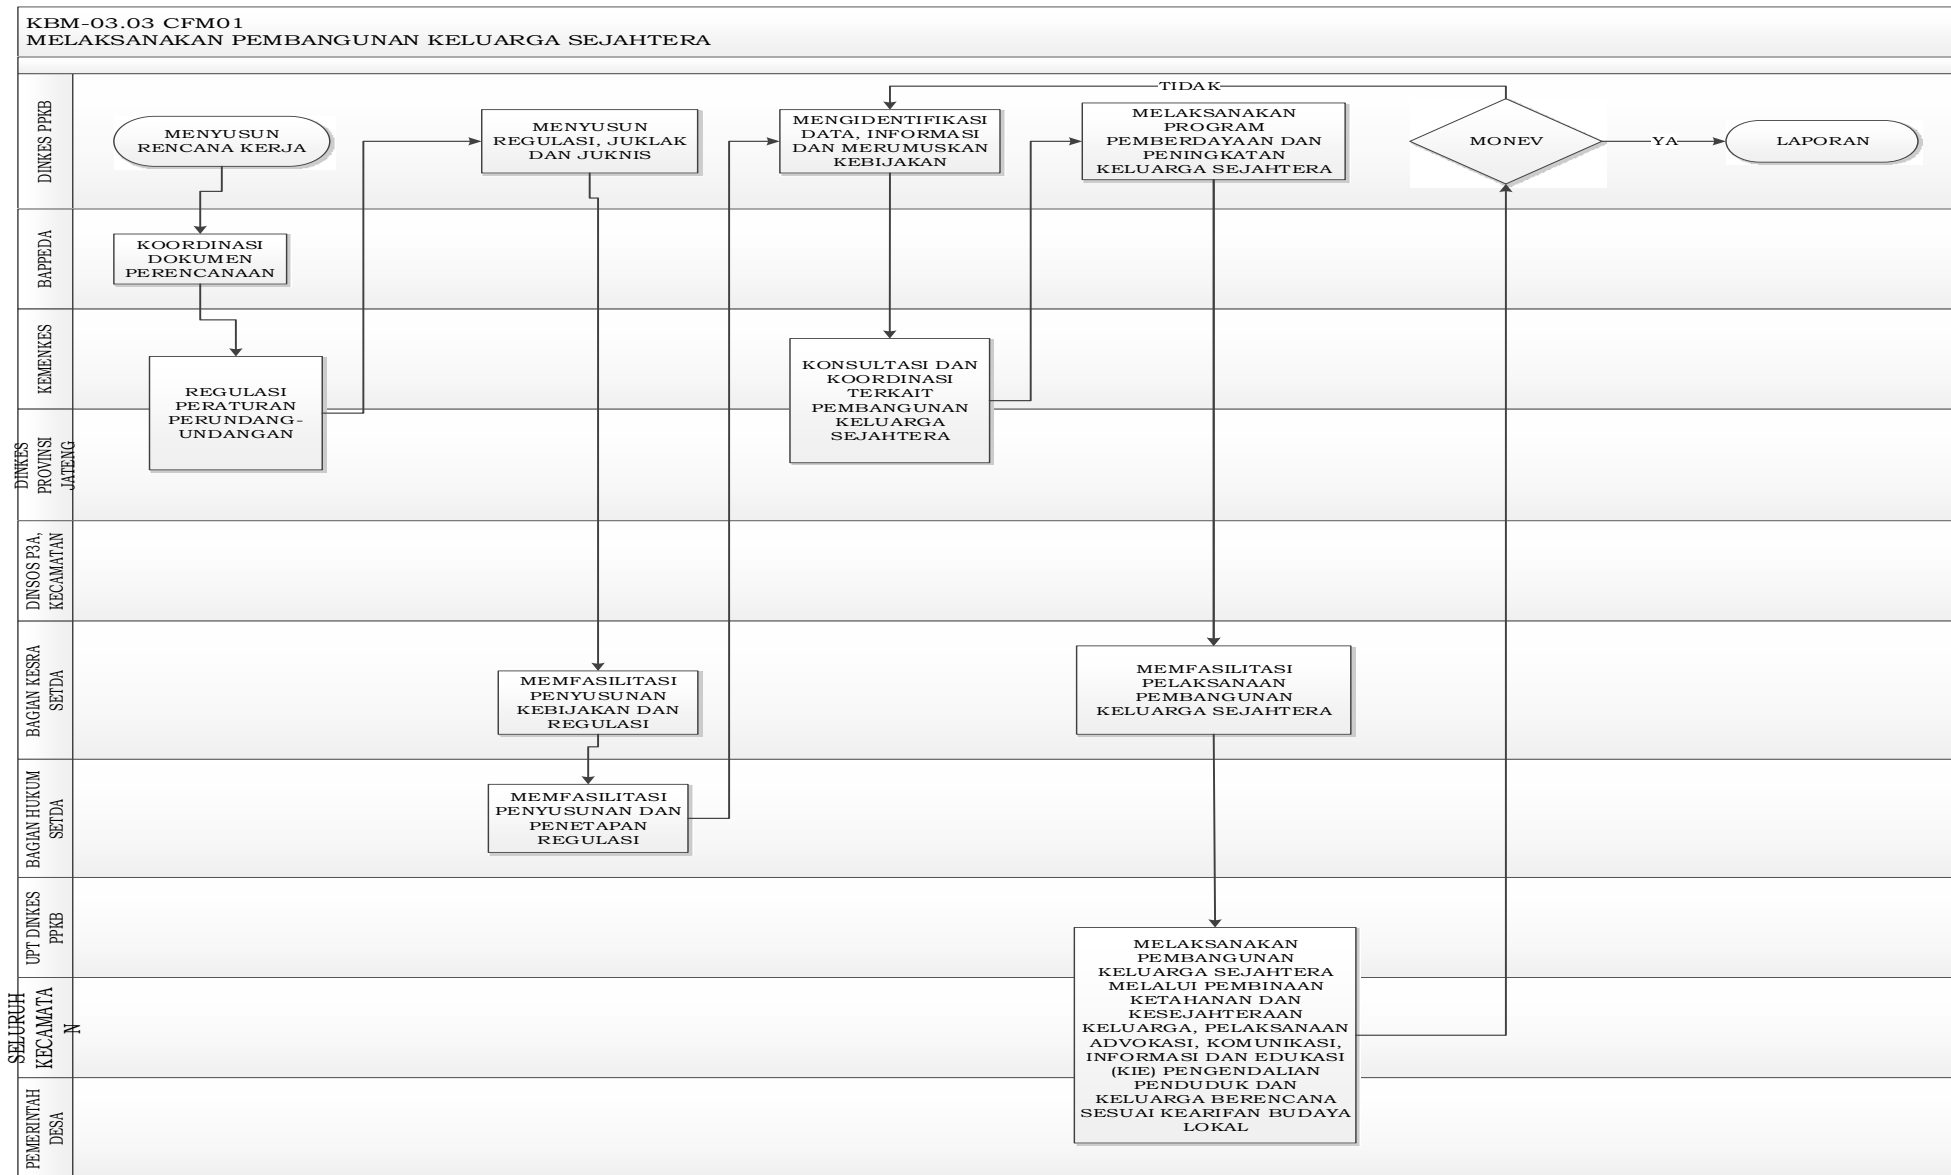 KBM-03.03 CFM01
MELAKSANAKAN PEMBANGUNAN KELUARGA SEJAHTERA
DINKES PPKB
MENYUSUN
RENCANA KERJA
MENYUSUN
REGULASI, JUKLAK
DAN JUKNIS
MENGIDENTIFIKASI
DATA, INFORMASI
DAN MERUMUSKAN
KEBIJAKAN
TIDAK
MELAKSANAKAN
PROGRAM
PEMBERDAYAAN DAN
PENINGKATAN
KELUARGA SEJAHTERA
MONEV
YA
LAPORAN
BAPPEDA
KOORDINASI
DOKUMEN
PERENCANAAN
KEMENKES
REGULASI
PERATURAN
PERUNDANG-
UNDANGAN
KONSULTASI DAN
KOORDINASI
TERKAIT
PEMBANGUNAN
KELUARGA
SEJAHTERA
DINKES
PROVINSI
JATENG
DINSOS P3A,
KECAMATAN
BAGIAN KESRA
SETDA
MEMFASILITASI
PENYUSUNAN
KEBIJAKAN DAN
REGULASI
MEMFASILITASI
PELAKSANAAN
PEMBANGUNAN
KELUARGA SEJAHTERA
BAGIAN HUKUM
SETDA
MEMFASILITASI
PENYUSUNAN DAN
PENETAPAN
REGULASI
UPT DINKES
PPKB
MELAKSANAKAN
PEMBANGUNAN
KELUARGA SEJAHTERA
MELALUI PEMBINAAN
KETAHANAN DAN
KESEJAHTERAAN
KELUARGA, PELAKSANAAN
ADVOKASI, KOMUNIKASI,
INFORMASI DAN EDUKASI
(KIE) PENGENDALIAN
PENDUDUK DAN
KELUARGA BERENCANA
SESUAI KEARIFAN BUDAYA
LOKAL
SELURUH
KECAMATA
N
PEMERINTAH
DESA